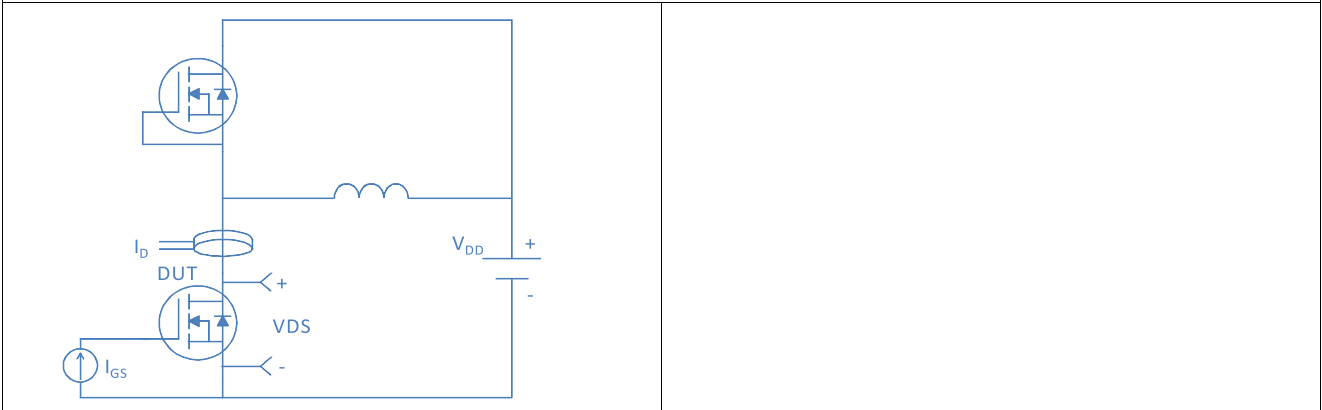 I_D
DUT
+
VDS
-
I_GS
V_DD
+
-